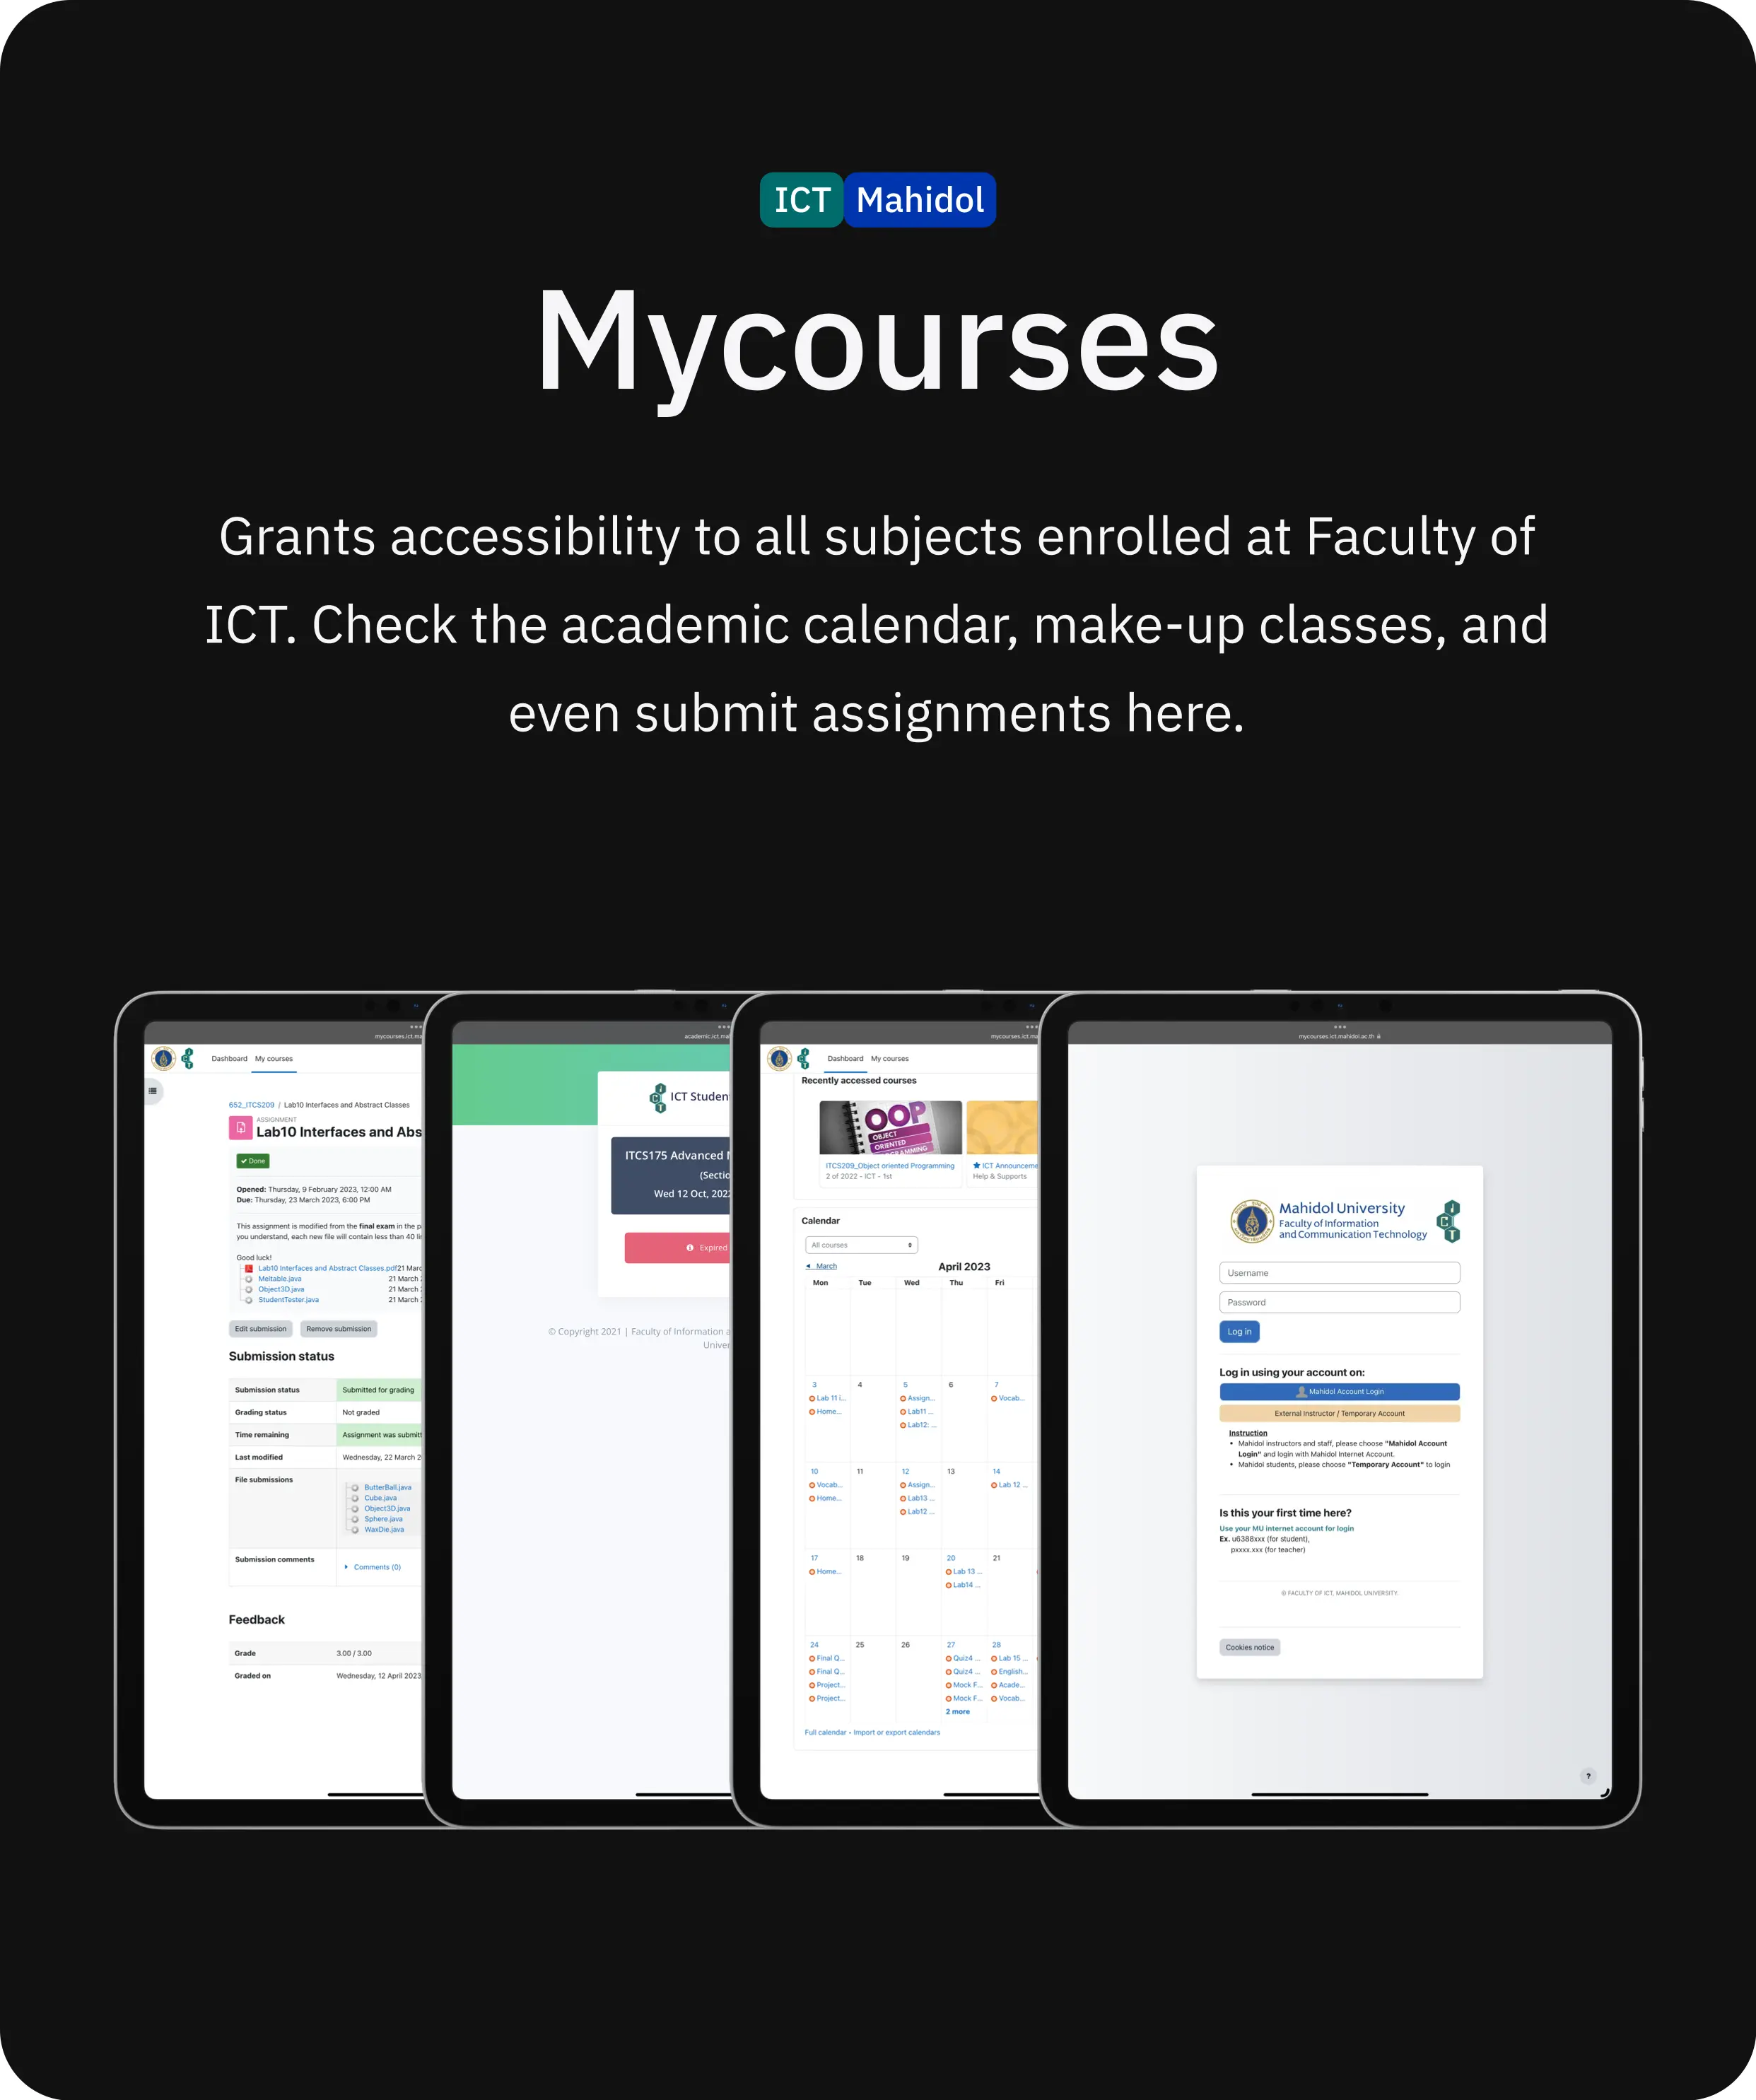 ICT Mahidol
Mycourses
Grants accessibility to all subjects enrolled at Faculty of
ICT. Check the academic calendar, make-up classes, and
even submit assignments here.
Dashboard My courses
652_ITCS209 / Lab10 Interfaces and Abstract Classes
ASSIGNMENT
Lab10 Interfaces and Abs
Done
Opened: Thursday, 9 February 2023, 12:00 AM
Due: Thursday, 23 March 2023, 6:00 PM
This assignment is modified from the final exam in the p
you understand, each new file will contain less than 40 li
Good luck!
Lab10 Interfaces and Abstract Classes.pdf 21 Marc
Meltable.java 21 March
Object3D.java 21 March
StudentTester.java 21 March
Edit submission Remove submission
Submission status
Submission status Submitted for grading
Grading status Not graded
Time remaining Assignment was submitt
Last modified Wednesday, 22 March 2
File submissions
ButterBall.java
Cube.java
Object3D.java
Sphere.java
WaxDie.java
Submission comments
Comments (0)
Feedback
Grade 3.00 / 3.00
Graded on Wednesday, 12 April 2023
academic.ict.ma
ICT Studen
ITCS175 Advanced
(Sectio
Wed 12 Oct, 202
Expired
© Copyright 2021 | Faculty of Information a
Univer
Dashboard My courses
Recently accessed courses
OOP
OBJECT
ORIENTED
ITCS209_Object oriented Programming
2 of 2022 - ICT - 1st
ICT Announceme
Help & Supports
Calendar
All courses
◄ March April 2023
Mon Tue Wed Thu Fri
3 4 5 6 7
Lab 11 i... Assign... Vocab...
Home... Lab11 ...
Lab12: ...
10 11 12 13 14
Vocab... Assign... Lab 12 ...
Home... Lab13 ...
Lab12 ...
17 18 19 20 21
Home... Lab 13 ...
Lab14 ...
24 25 26 27 28
Final Q... Quiz4 ... Lab 15 ...
Final Q... Quiz4 ... English...
Project... Mock F... Acade...
Project... Mock F... Vocab...
2 more
Full calendar • Import or export calendars
mycourses.ict.mahidol.ac.th
Mahidol University
Faculty of Information
and Communication Technology
ICT
Username
Password
Log in
Log in using your account on:
Mahidol Account Login
External Instructor / Temporary Account
Instruction
• Mahidol instructors and staff, please choose "Mahidol Account
Login" and login with Mahidol Internet Account.
• Mahidol students, please choose "Temporary Account" to login
Is this your first time here?
Use your MU internet account for login
Ex. u6388xxx (for student),
pxxxx.xxx (for teacher)
© FACULTY OF ICT. MAHIDOL UNIVERSITY.
Cookies notice
?